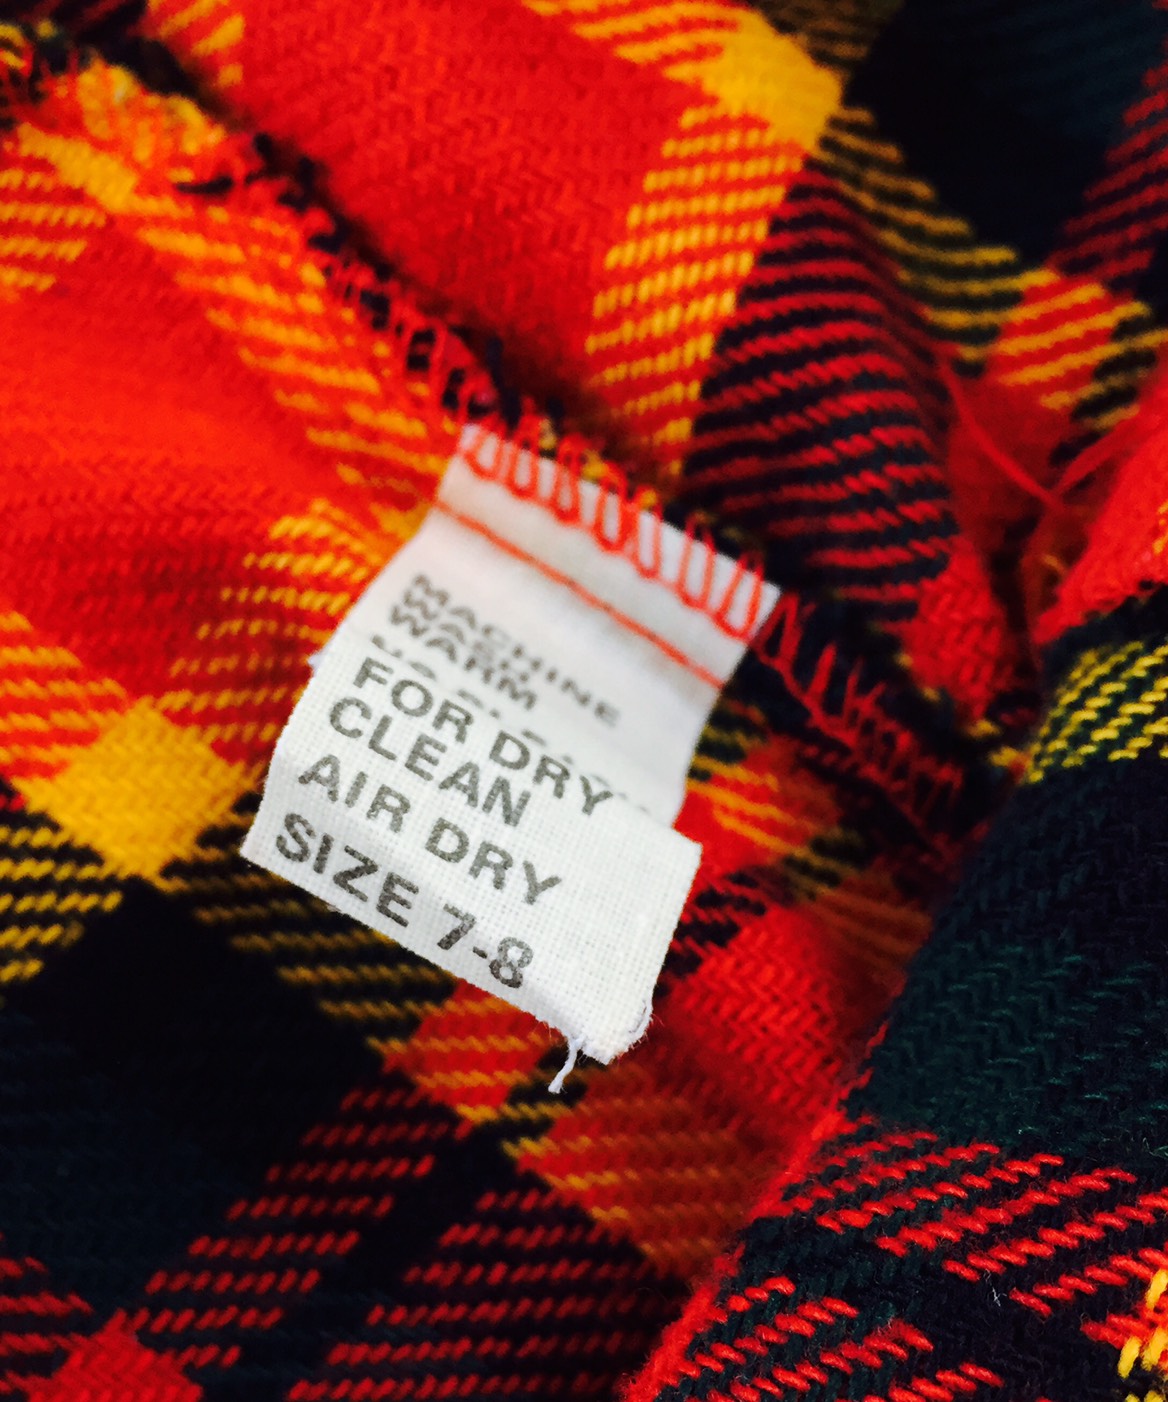 MACHINE
WARM
FOR DRY
CLEAN
AIR DRY
SIZE 7-8